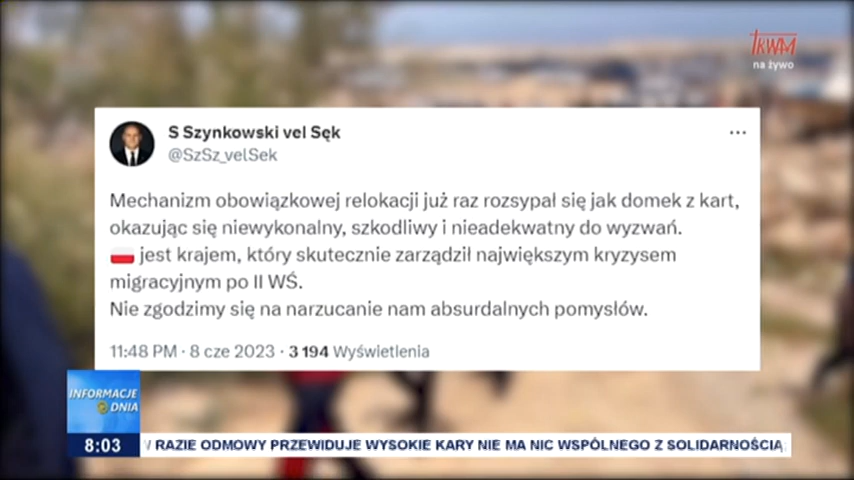 TRWAM
na żywo
S Szynkowski vel Sęk
@SzSz_velSek
Mechanizm obowiązkowej relokacji już raz rozsypał się jak domek z kart,
okazując się niewykonalny, szkodliwy i nieadekwatny do wyzwań.
🇵🇱 jest krajem, który skutecznie zarządził największym kryzysem
migracyjnym po II WŚ.
Nie zgodzimy się na narzucanie nam absurdalnych pomysłów.
11:48 PM · 8 cze 2023 · 3 194 Wyświetlenia
INFORMACJE
DNIA
8:03
RAZIE ODMOWY PRZEWIDUJE WYSOKIE KARY NIE MA NIC WSPÓLNEGO Z SOLIDARNOŚCIĄ